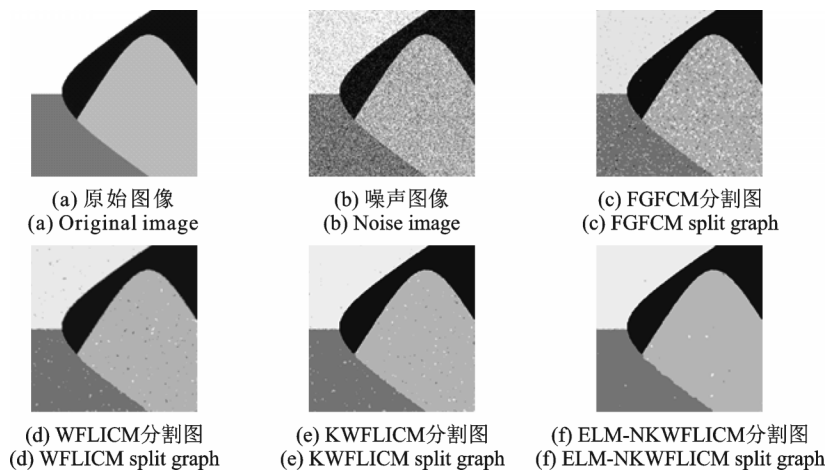 (a) 原始图像
(a) Original image
(b) 噪声图像
(b) Noise image
(c) FGFCM分割图
(c) FGFCM split graph
(d) WFLICM分割图
(d) WFLICM split graph
(e) KWFLICM分割图
(e) KWFLICM split graph
(f) ELM-NKWFLICM分割图
(f) ELM-NKWFLICM split graph